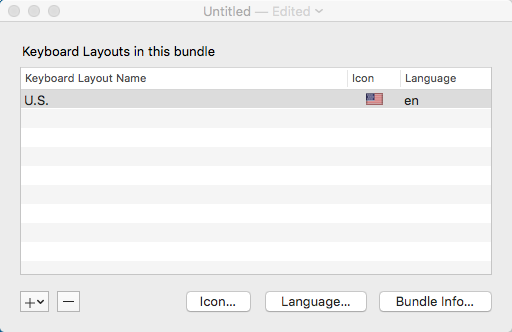 Untitled — Edited
Keyboard Layouts in this bundle
Keyboard Layout Name Icon Language
U.S. en
Icon... Language... Bundle Info...